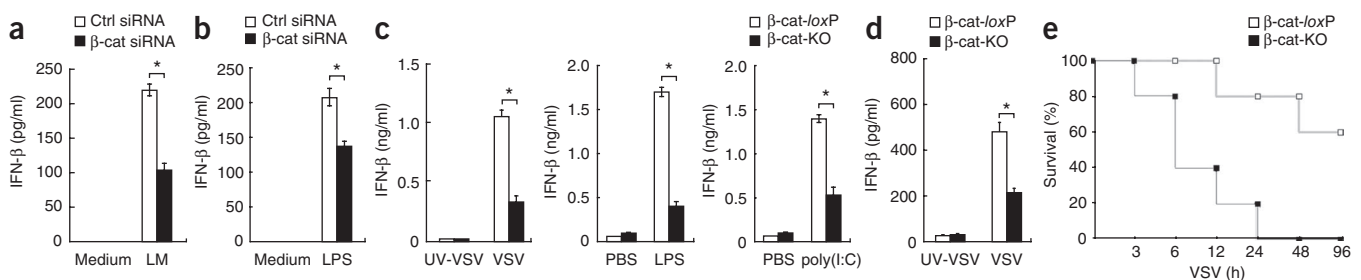 a
Ctrl siRNA
β-cat siRNA
IFN-β (pg/ml)
250
200
150
100
50
0
*
Medium
LM
b
Ctrl siRNA
β-cat siRNA
IFN-β (pg/ml)
250
200
150
100
50
0
*
Medium
LPS
c
β-cat-loxP
β-cat-KO
IFN-β (ng/ml)
1.5
1.0
0.5
0
*
UV-VSV
VSV
IFN-β (ng/ml)
2.0
1.5
1.0
0.5
0
*
PBS
LPS
IFN-β (ng/ml)
2.0
1.5
1.0
0.5
0
*
PBS
poly(I:C)
d
β-cat-loxP
β-cat-KO
IFN-β (pg/ml)
800
600
400
200
0
*
UV-VSV
VSV
e
β-cat-loxP
β-cat-KO
Survival (%)
100
80
60
40
20
0
3
6
12
24
48
96
VSV (h)